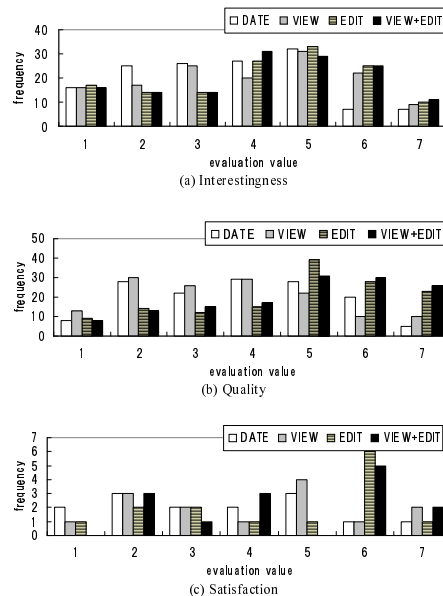 DATE VIEW EDIT VIEW+EDIT
40
30
20
10
0
frequency
1 2 3 4 5 6 7
evaluation value
(a) Interestingness
DATE VIEW EDIT VIEW+EDIT
50
40
30
20
10
0
frequency
1 2 3 4 5 6 7
evaluation value
(b) Quality
DATE VIEW EDIT VIEW+EDIT
7
6
5
4
3
2
1
0
frequency
1 2 3 4 5 6 7
evaluation value
(c) Satisfaction